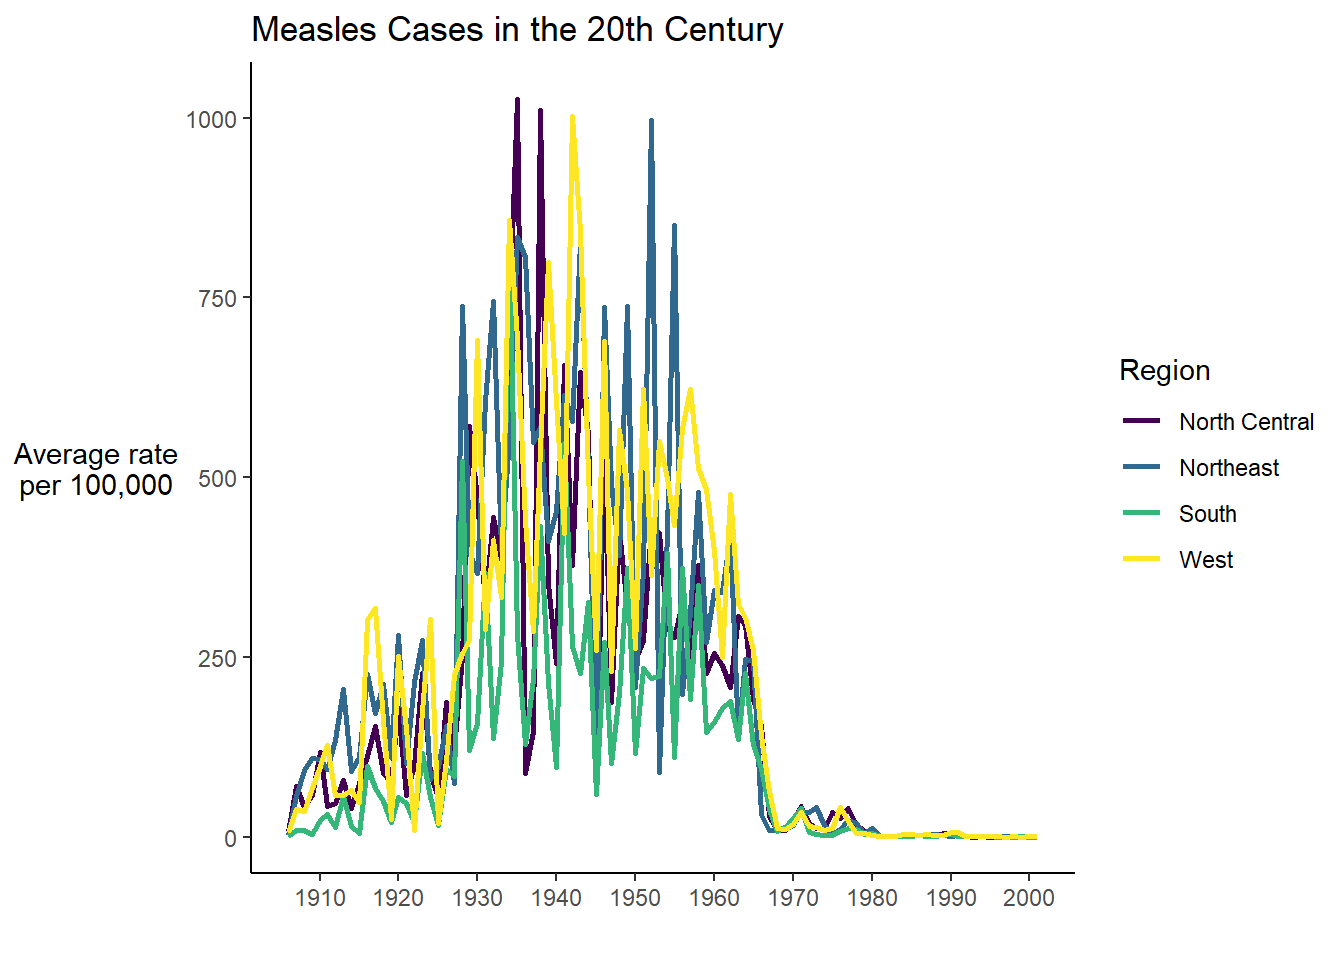 Measles Cases in the 20th Century
1000
750
500
250
0
Average rate
per 100,000
1910 1920 1930 1940 1950 1960 1970 1980 1990 2000
Region
North Central
Northeast
South
West